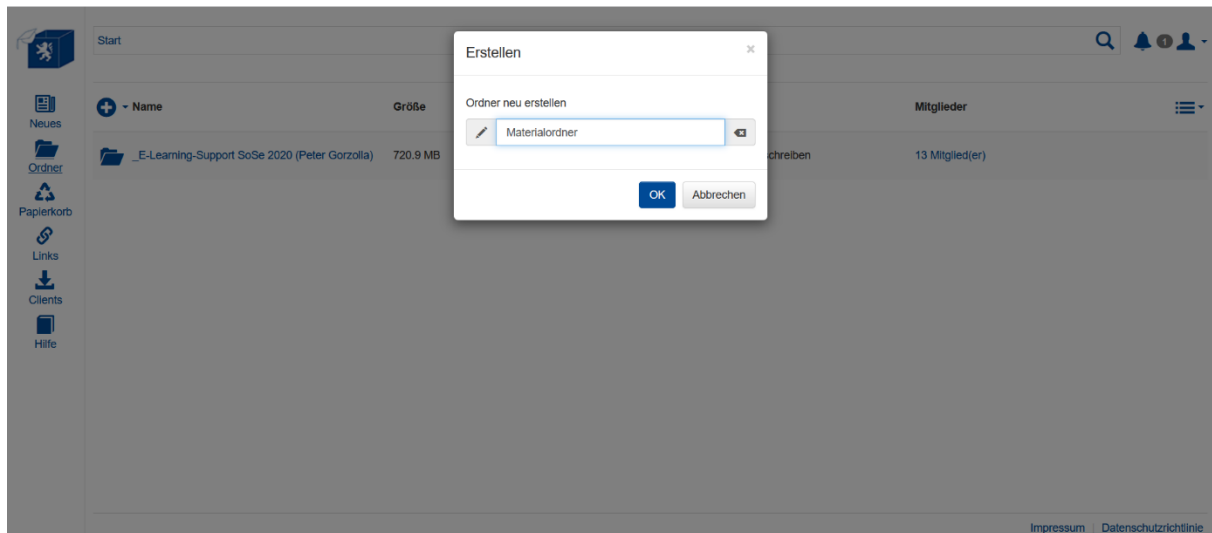 Start
Erstellen
×
1
Ordner neu erstellen
Name
Größe
Mitglieder
Materialordner
_E-Learning-Support SoSe 2020 (Peter Gorzolla)
720.9 MB
chreiben
13 Mitglied(er)
OK
Abbrechen
Neues
Ordner
Papierkorb
Links
Clients
Hilfe
Impressum
Datenschutzrichtlinie